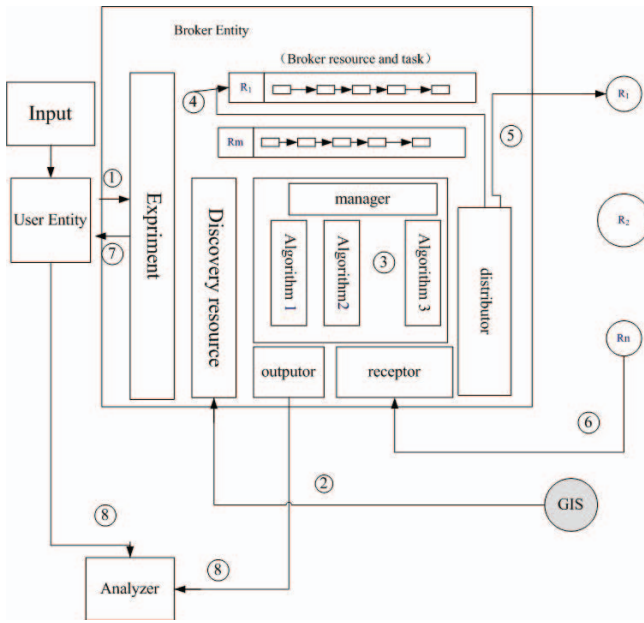 Broker Entity
(Broker resource and task)
R1
④
R1
Input
Rm
⑤
①
User Entity
⑦
Expriment
Discovery resource
manager
Algorithm 1
Algorithm2
③
Algorithm 3
distributor
R2
outputor
receptor
Rn
⑥
②
GIS
⑧
⑧
Analyzer